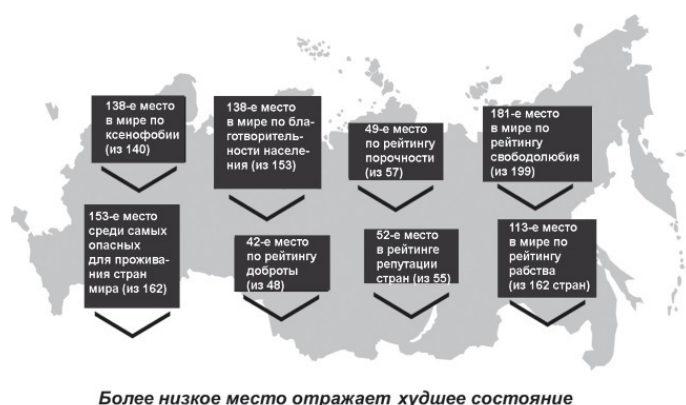 138-е место
в мире по
ксенофобии
(из 140)
138-е место
в мире по бла-
готворитель-
ности населе-
ния (из 153)
49-е место
по рейтингу
порочности
(из 57)
181-е место
в мире по
рейтингу
свободолюбия
(из 199)
153-е место
среди самых
опасных
для прожива-
ния стран
мира (из 162)
42-е место
по рейтингу
доброты
(из 48)
52-е место
в рейтинге
репутации
стран (из 55)
113-е место
в мире по
рейтингу
рабства
(из 162 стран)
Более низкое место отражает худшее состояние